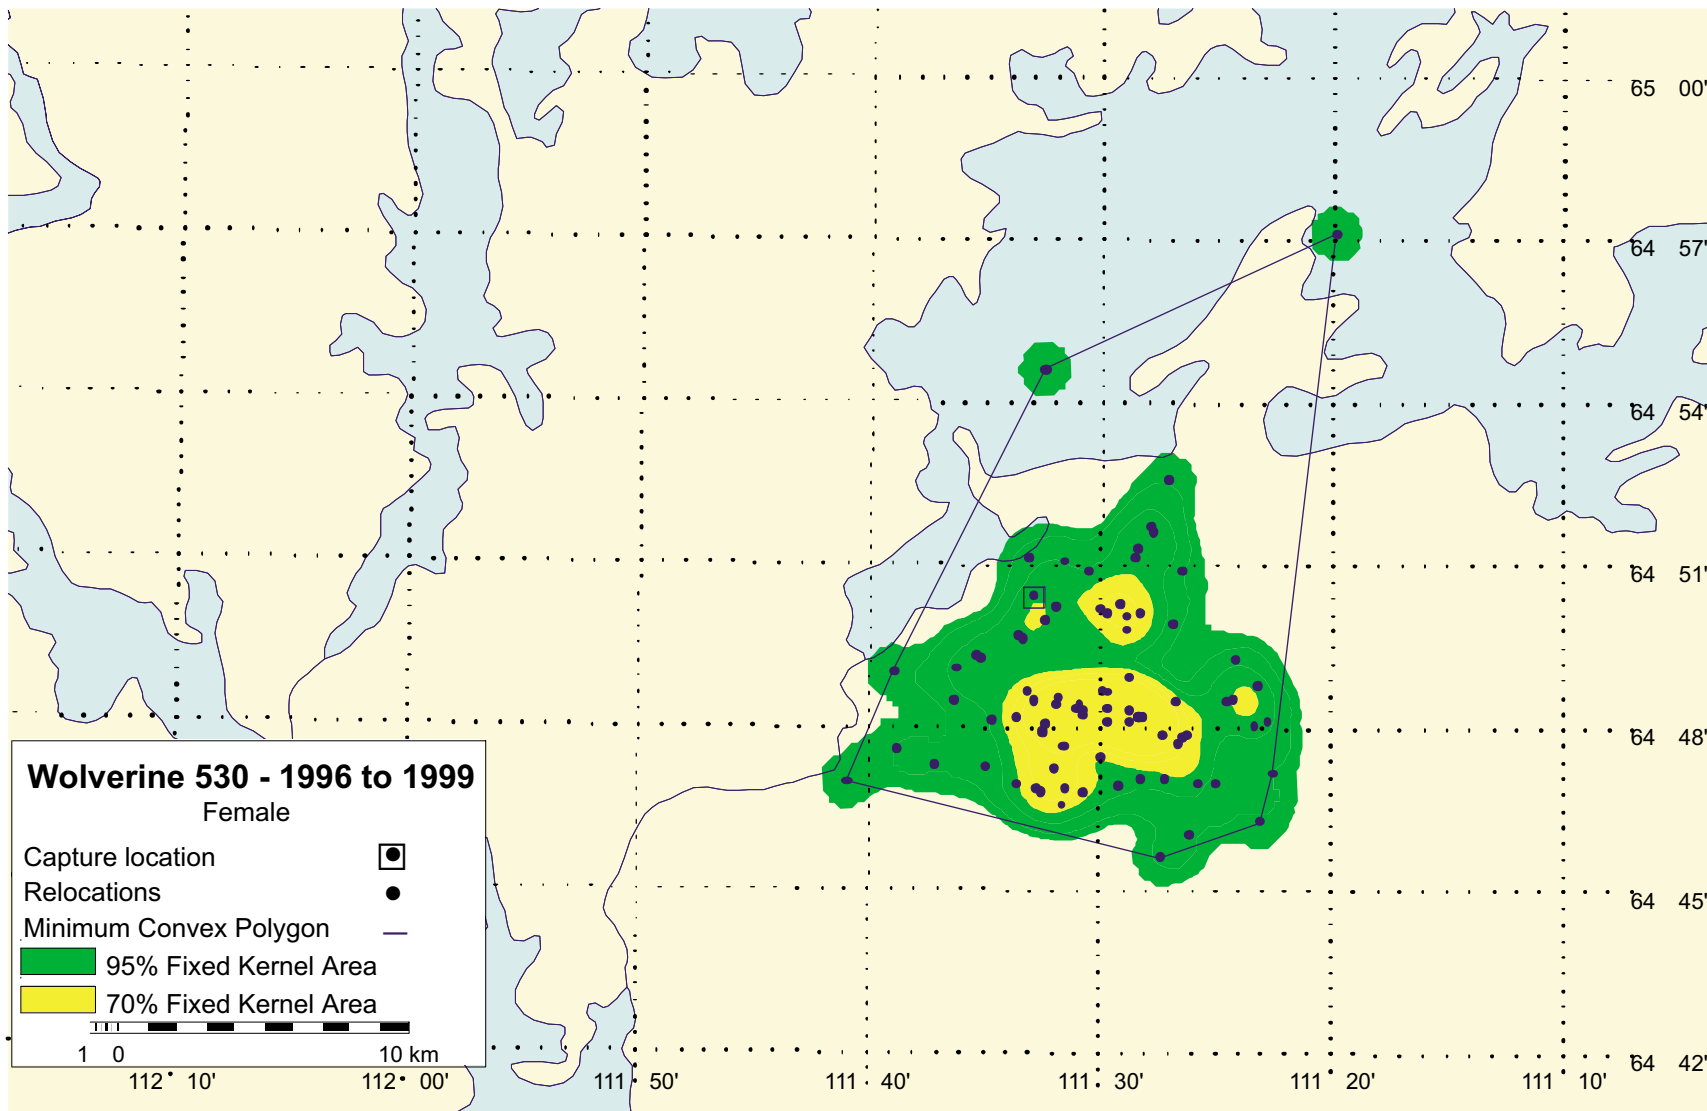 65 00'
64 57'
64 54'
64 51'
64 48'
64 45'
64 42'
Wolverine 530 - 1996 to 1999
Female
Capture location
Relocations
Minimum Convex Polygon
95% Fixed Kernel Area
70% Fixed Kernel Area
1 0 10 km
112 10' 112 00' 111 50' 111 40' 111 30' 111 20' 111 10'